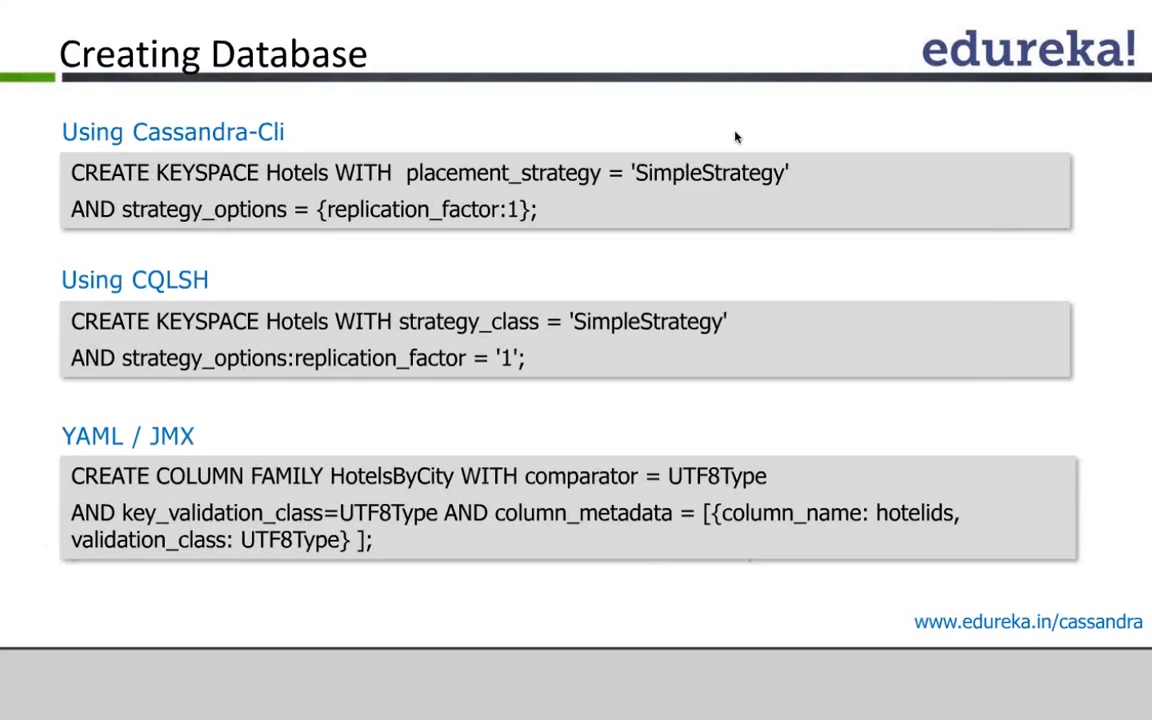 Creating Database
edureka!
Using Cassandra-Cli
CREATE KEYSPACE Hotels WITH placement_strategy = 'SimpleStrategy'
AND strategy_options = {replication_factor:1};
Using CQLSH
CREATE KEYSPACE Hotels WITH strategy_class = 'SimpleStrategy'
AND strategy_options:replication_factor = '1';
YAML / JMX
CREATE COLUMN FAMILY HotelsByCity WITH comparator = UTF8Type
AND key_validation_class=UTF8Type AND column_metadata = [{column_name: hotelids,
validation_class: UTF8Type} ];
www.edureka.in/cassandra